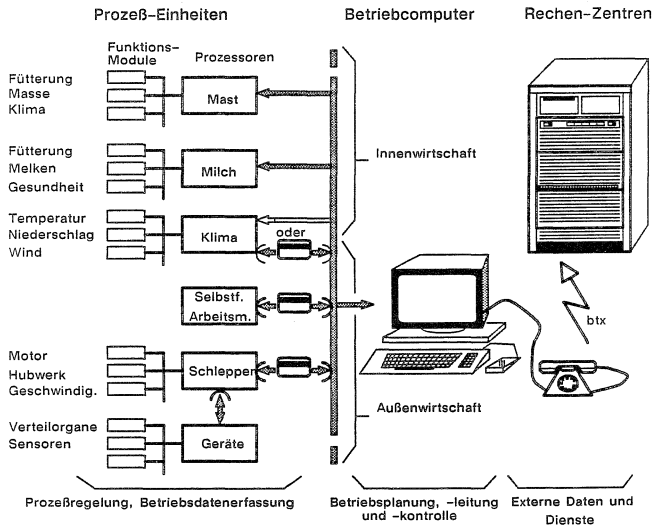 Prozeß-Einheiten
Betriebcomputer
Rechen-Zentren
Funktions-
Module
Prozessoren
Fütterung
Masse
Klima
Mast
Fütterung
Melken
Gesundheit
Milch
Innenwirtschaft
Temperatur
Niederschlag
Wind
Klima
oder
Selbstf.
Arbeitsm.
btx
Motor
Hubwerk
Geschwindig.
Schlepper
Außenwirtschaft
Verteilorgane
Sensoren
Geräte
Prozeßregelung, Betriebsdatenerfassung
Betriebsplanung, -leitung
und -kontrolle
Externe Daten und
Dienste